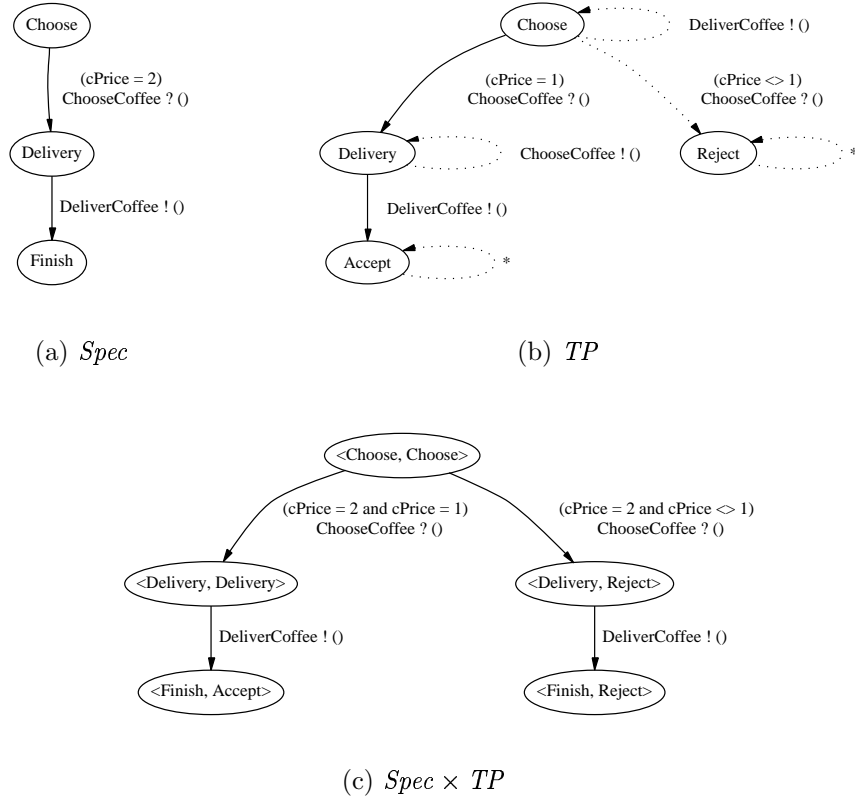 Choose
(cPrice = 2)
ChooseCoffee ? ()
Delivery
DeliverCoffee ! ()
Finish
(a) Spec
Choose
DeliverCoffee ! ()
(cPrice = 1)
ChooseCoffee ? ()
(cPrice <> 1)
ChooseCoffee ? ()
Delivery
ChooseCoffee ! ()
Reject
*
DeliverCoffee ! ()
Accept
*
(b) TP
<Choose, Choose>
(cPrice = 2 and cPrice = 1)
ChooseCoffee ? ()
(cPrice = 2 and cPrice <> 1)
ChooseCoffee ? ()
<Delivery, Delivery>
<Delivery, Reject>
DeliverCoffee ! ()
DeliverCoffee ! ()
<Finish, Accept>
<Finish, Reject>
(c) Spec × TP